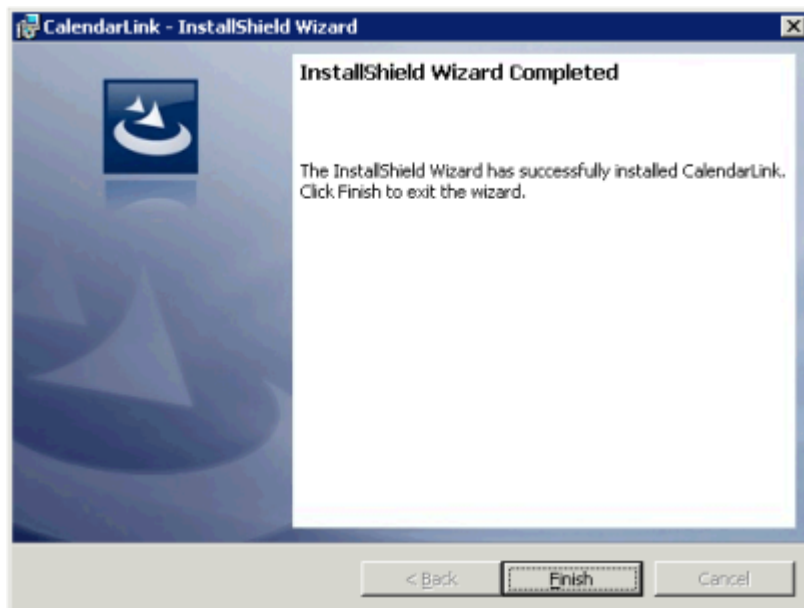 CalendarLink - InstallShield Wizard
InstallShield Wizard Completed
The InstallShield Wizard has successfully installed CalendarLink.
Click Finish to exit the wizard.
< Back
Finish
Cancel